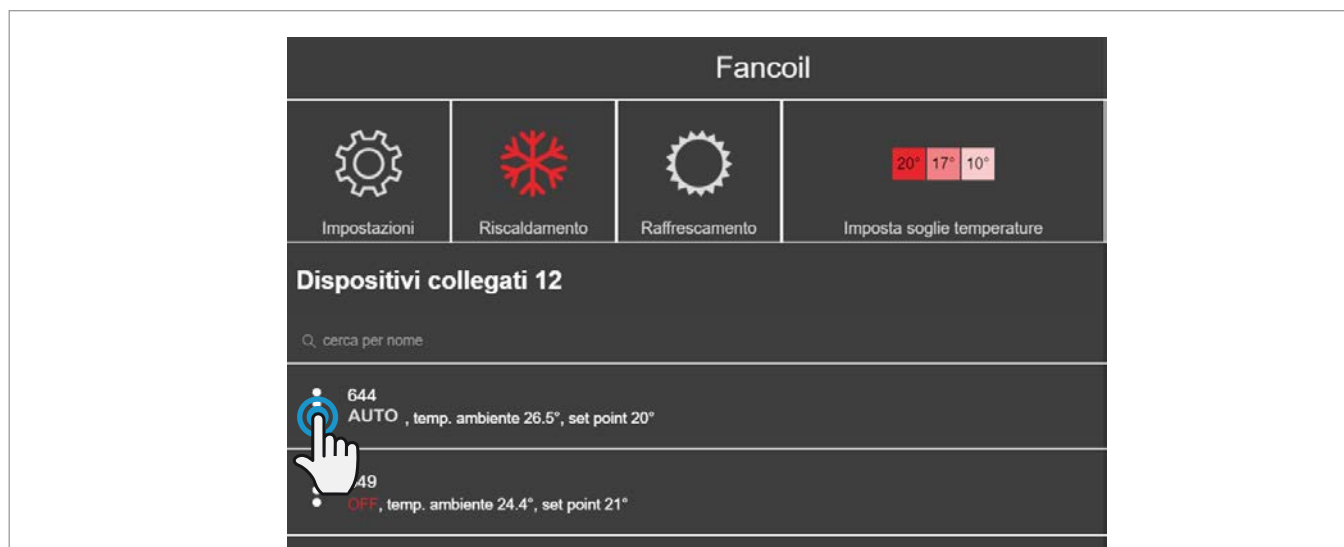 Fancoil
20° 17° 10°
Impostazioni Riscaldamento Raffrescamento Imposta soglie temperature
Dispositivi collegati 12
cerca per nome
644
AUTO , temp. ambiente 26.5°, set point 20°
49
OFF, temp. ambiente 24.4°, set point 21°